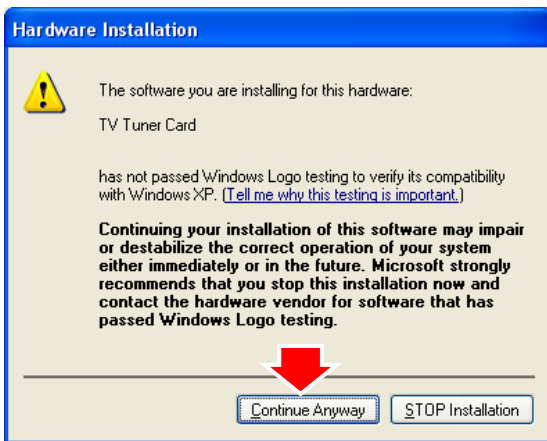 Hardware Installation
The software you are installing for this hardware:
TV Tuner Card
has not passed Windows Logo testing to verify its compatibility
with Windows XP. (Tell me why this testing is important.)
Continuing your installation of this software may impair
or destabilize the correct operation of your system
either immediately or in the future. Microsoft strongly
recommends that you stop this installation now and
contact the hardware vendor for software that has
passed Windows Logo testing.
Continue Anyway
STOP Installation